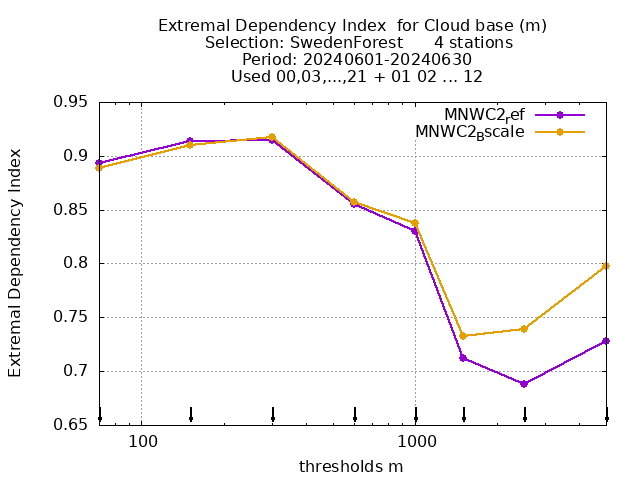 Extremal Dependency Index  for Cloud base (m)
Selection: SwedenForest      4 stations
Period: 20240601-20240630
Used 00,03,...,21 + 01 02 ... 12
MNWC2ref
MNWC2Bscale
0.95
0.9
0.85
0.8
0.75
0.7
0.65
Extremal Dependency Index
100
1000
thresholds m